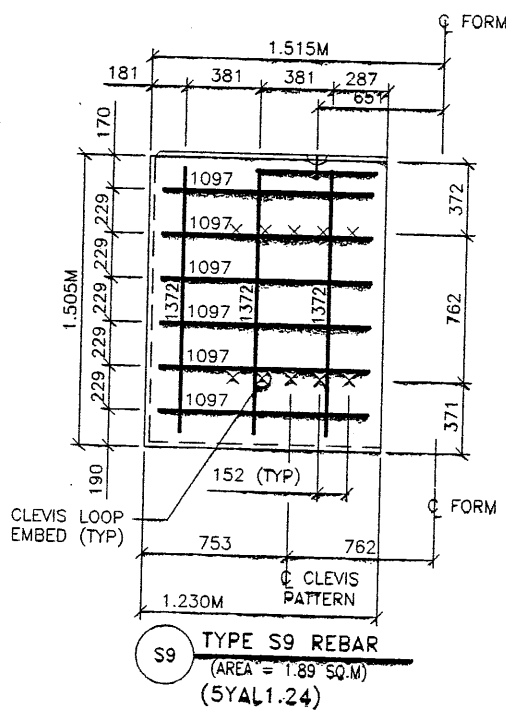 ℄ FORM
1.515M
181 381 381 287
651
170
229
229
229
229
229
190
1.505M
1097
1097
1097
1097
1097
1097
1372
1372
1372
372
762
371
152 (TYP)
℄ FORM
CLEVIS LOOP
EMBED (TYP)
753 762
℄ CLEVIS
PATTERN
1.230M
S9
TYPE S9 REBAR
(AREA = 1.89 SQ.M)
(5YAL1.24)